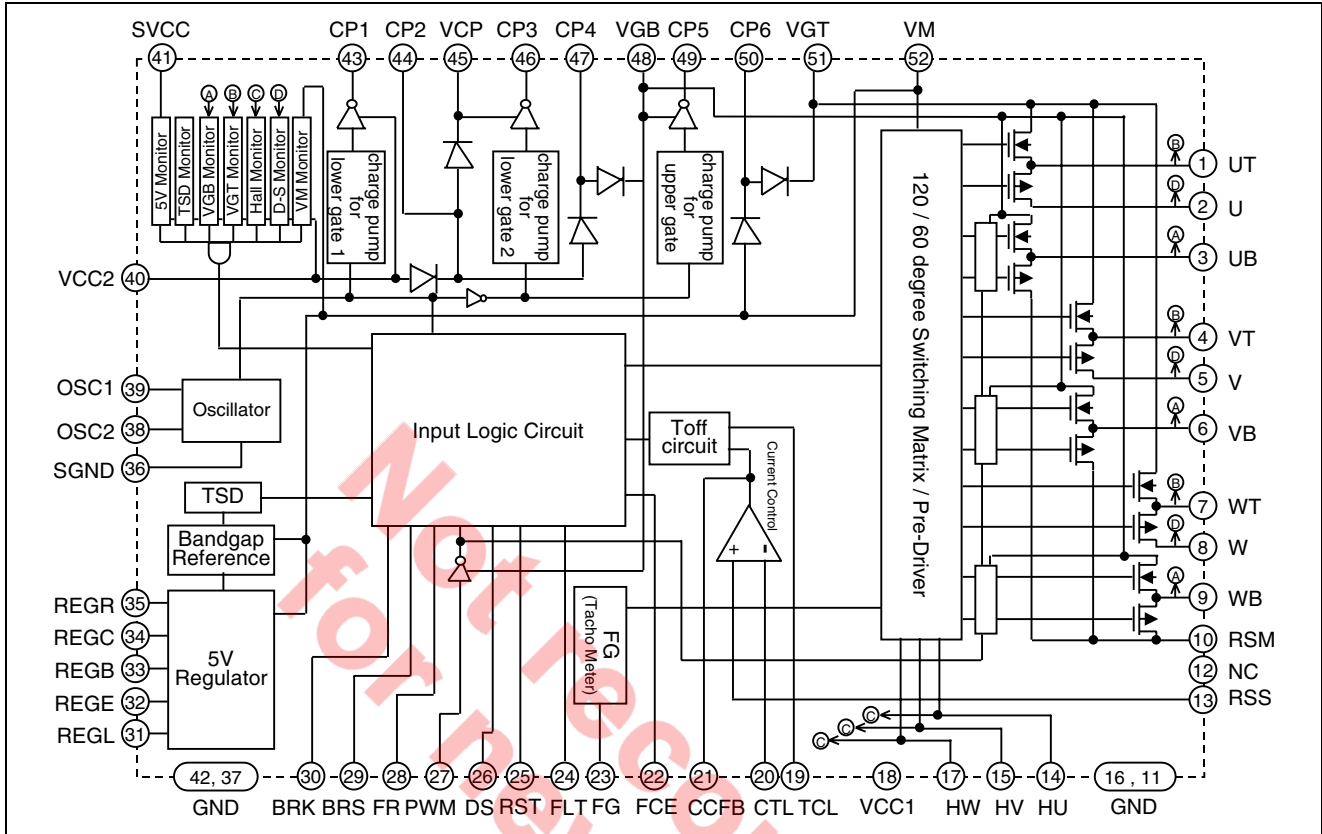 SVCC CP1 CP2 VCP CP3 CP4 VGB CP5 CP6 VGT VM
41 43 44 45 46 47 48 49 50 51 52
A B C D
5V Monitor
TSD Monitor
VGB Monitor
VGT Monitor
Hall Monitor
D-S Monitor
VM Monitor
charge pump
for
lower gate 1
charge pump
for
lower gate 2
charge pump
for
upper gate
120 / 60 degree Switching Matrix / Pre-Driver
B
1 UT
D
2 U
A
3 UB
B
4 VT
D
5 V
A
6 VB
B
7 WT
D
8 W
A
9 WB
10 RSM
12 NC
13 RSS
VCC2 40
OSC1 39
OSC2 38
SGND 36
Oscillator
Input Logic Circuit
Toff
circuit
Current Control
+ -
TSD
Bandgap
Reference
REGR 35
REGC 34
REGB 33
REGE 32
REGL 31
5V
Regulator
FG
(Tacho Meter)
C
C
C
42, 37 30 29 28 27 26 25 24 23 22 21 20 19 18 17 15 14 16 , 11
GND BRK BRS FR PWM DS RST FLT FG FCE CCFB CTL TCL VCC1 HW HV HU GND
Not reco
for new